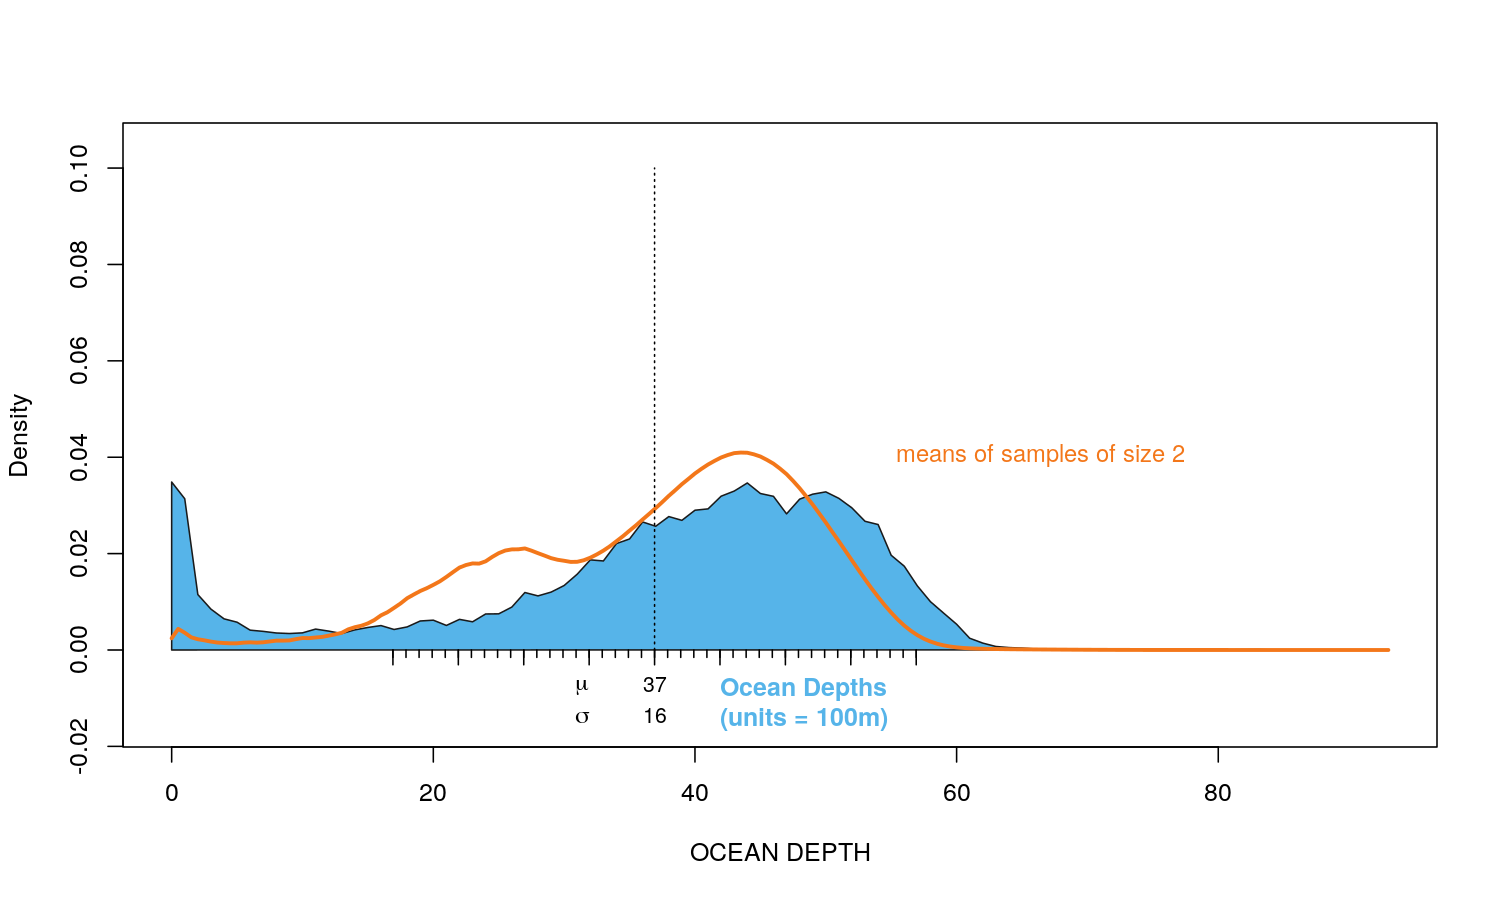 0.10
0.08
0.06
0.04
0.02
0.00
-0.02
Density
means of samples of size 2
μ 37
σ 16
Ocean Depths
(units = 100m)
0 20 40 60 80
OCEAN DEPTH